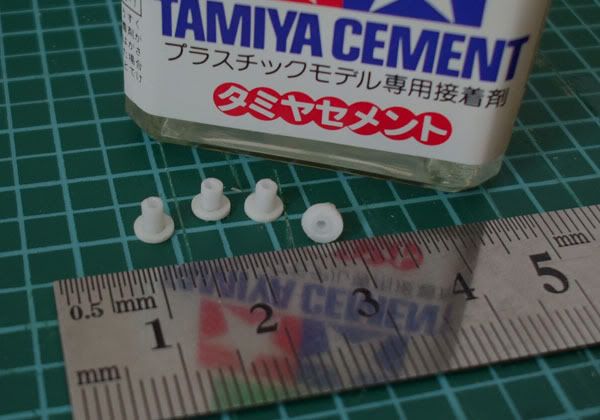 TAMIYA CEMENT
プラスチックモデル専用接着剤
タミヤセメント
0.5 mm
1 2 3 4 5 mm
mm